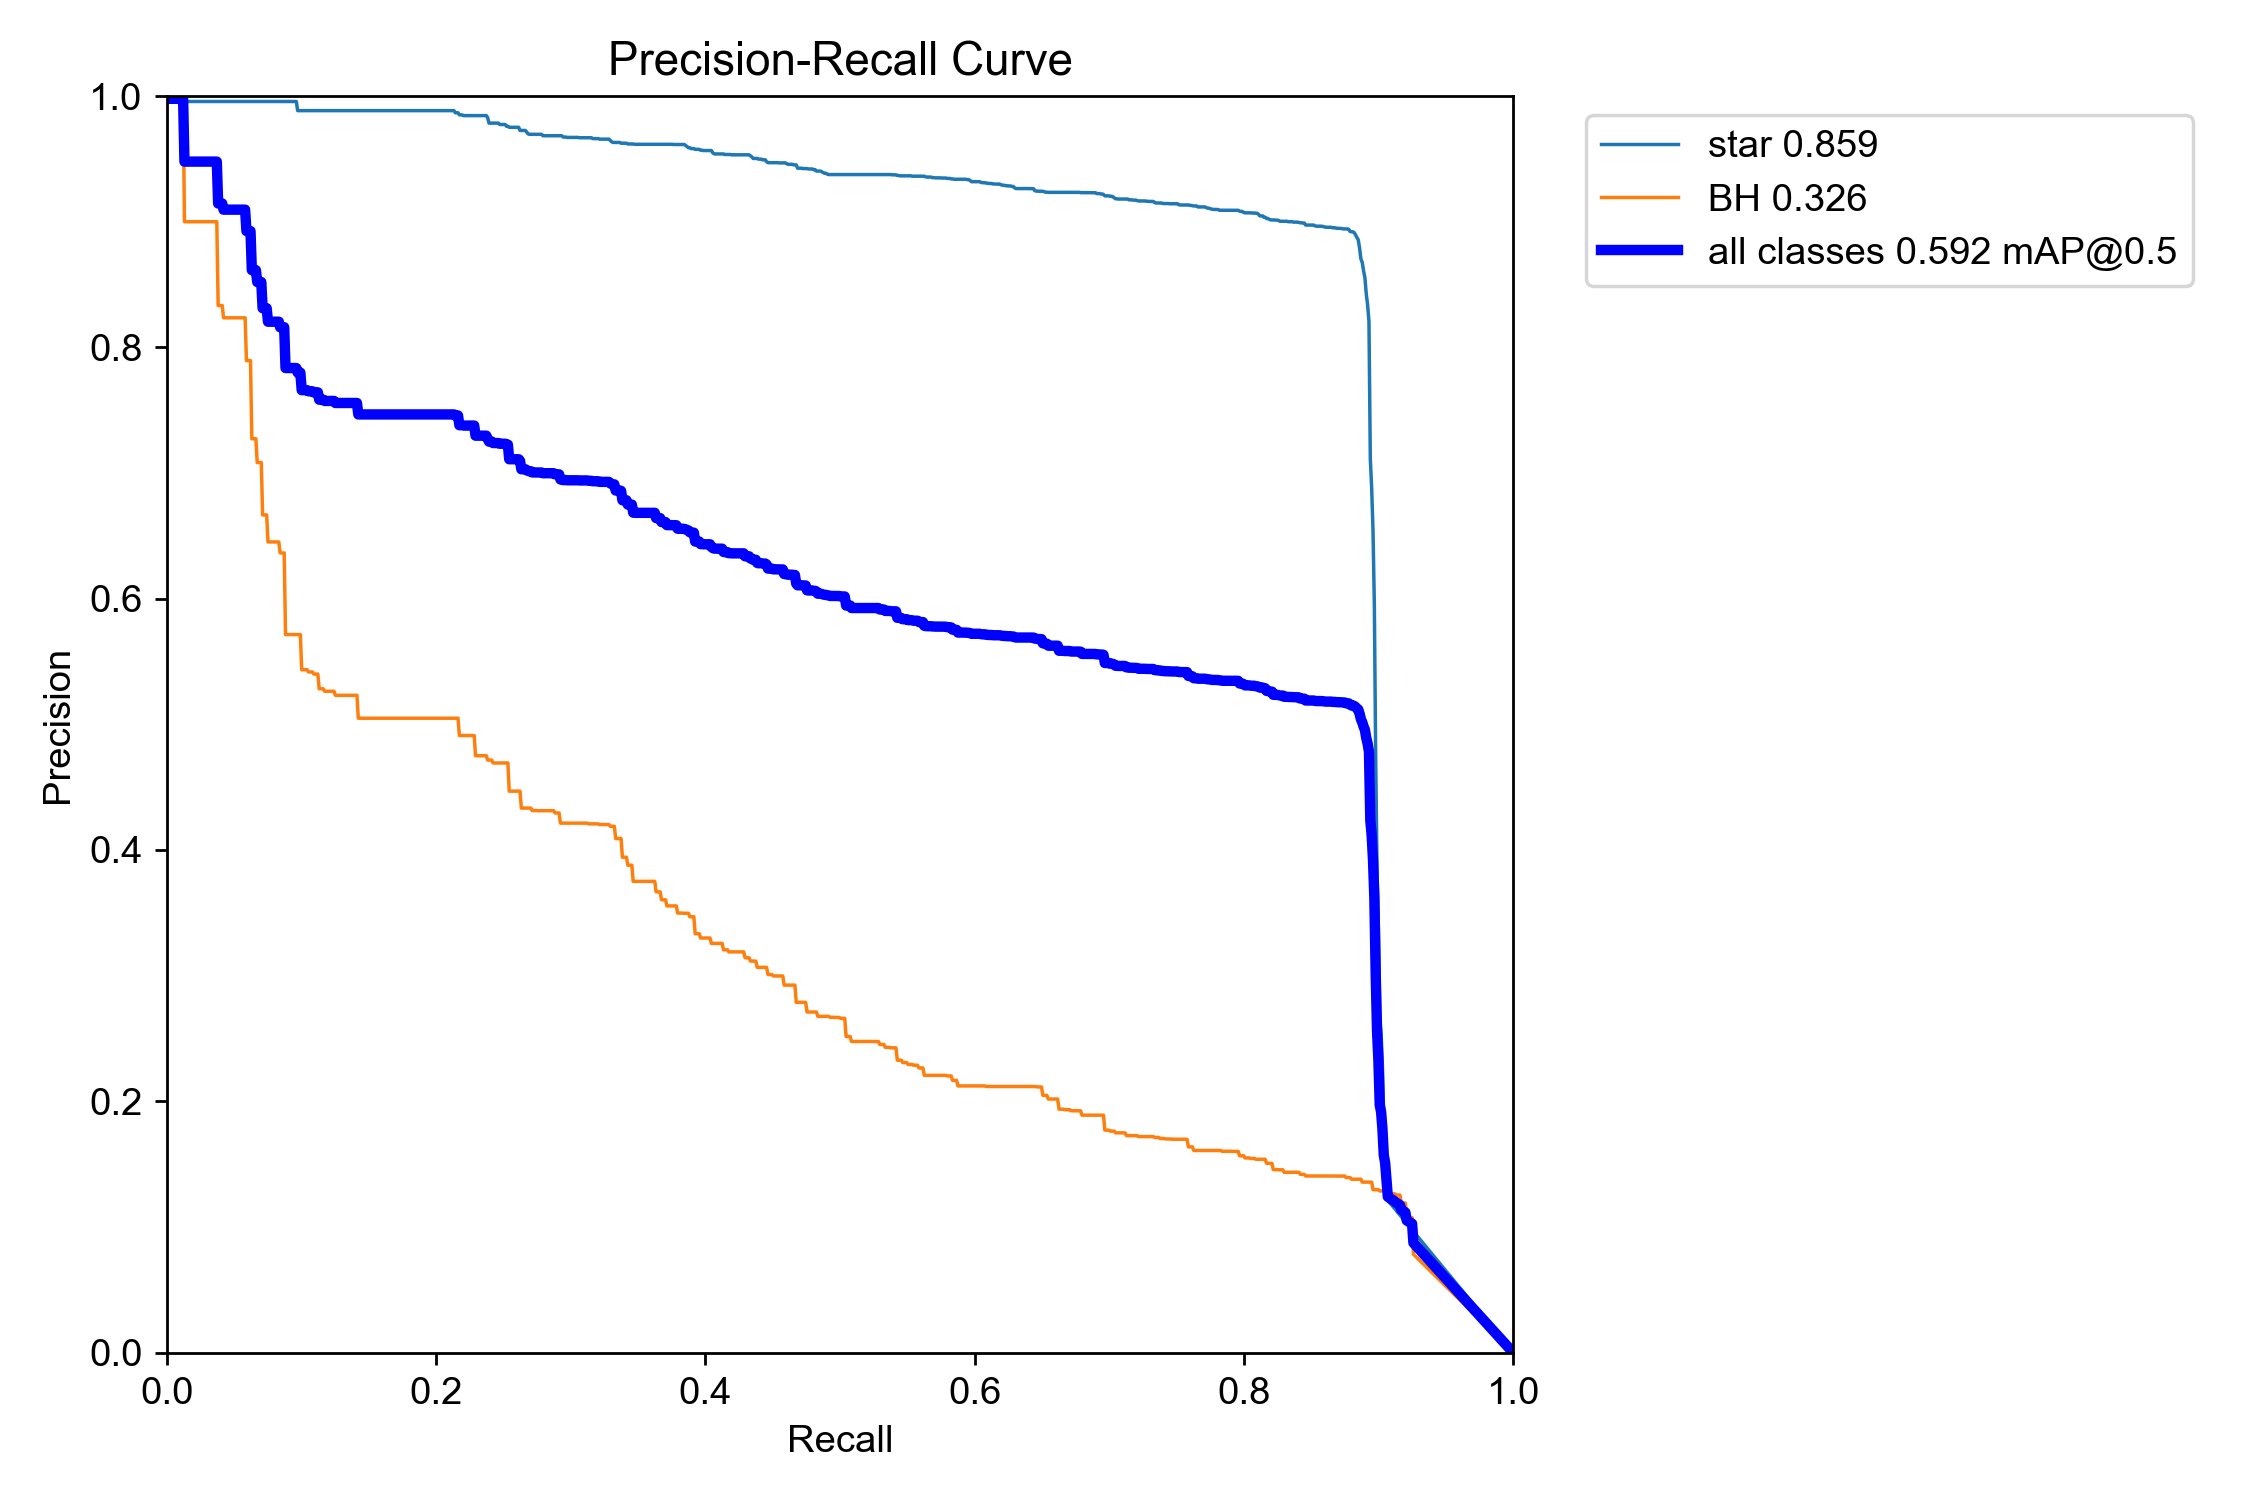 Precision-Recall Curve
1.0
0.8
0.6
0.4
0.2
0.0
Precision
0.0 0.2 0.4 0.6 0.8 1.0
Recall
star 0.859
BH 0.326
all classes 0.592 mAP@0.5